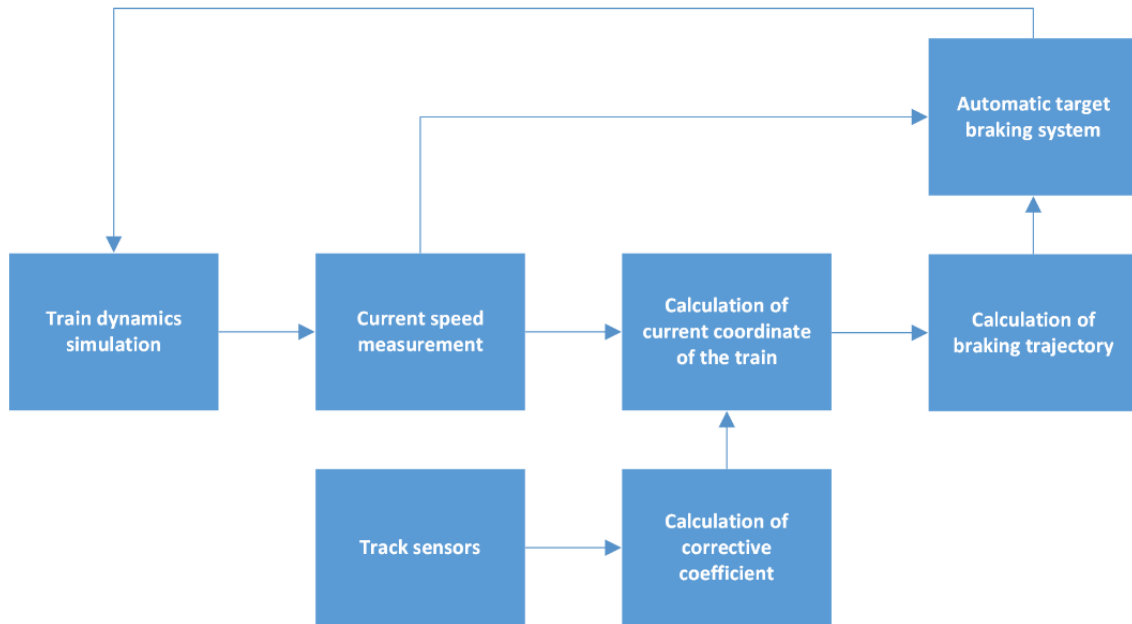 Automatic target
braking system
Train dynamics
simulation
Current speed
measurement
Calculation of
current coordinate
of the train
Calculation of
braking trajectory
Track sensors
Calculation of
corrective
coefficient